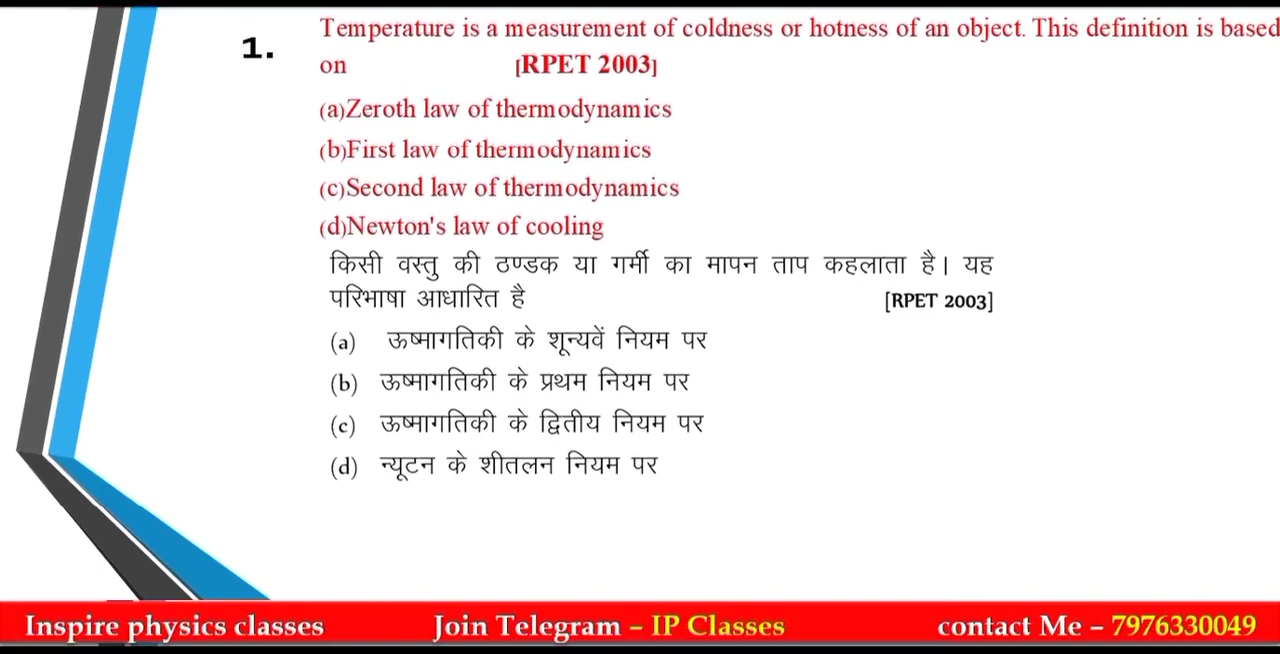 1.
Temperature is a measurement of coldness or hotness of an object. This definition is based
on [RPET 2003]
(a)Zeroth law of thermodynamics
(b)First law of thermodynamics
(c)Second law of thermodynamics
(d)Newton's law of cooling
किसी वस्तु की ठण्डक या गर्मी का मापन ताप कहलाता है। यह
परिभाषा आधारित है [RPET 2003]
(a) ऊष्मागतिकी के शून्यवें नियम पर
(b) ऊष्मागतिकी के प्रथम नियम पर
(c) ऊष्मागतिकी के द्वितीय नियम पर
(d) न्यूटन के शीतलन नियम पर
Inspire physics classes Join Telegram – IP Classes contact Me – 7976330049